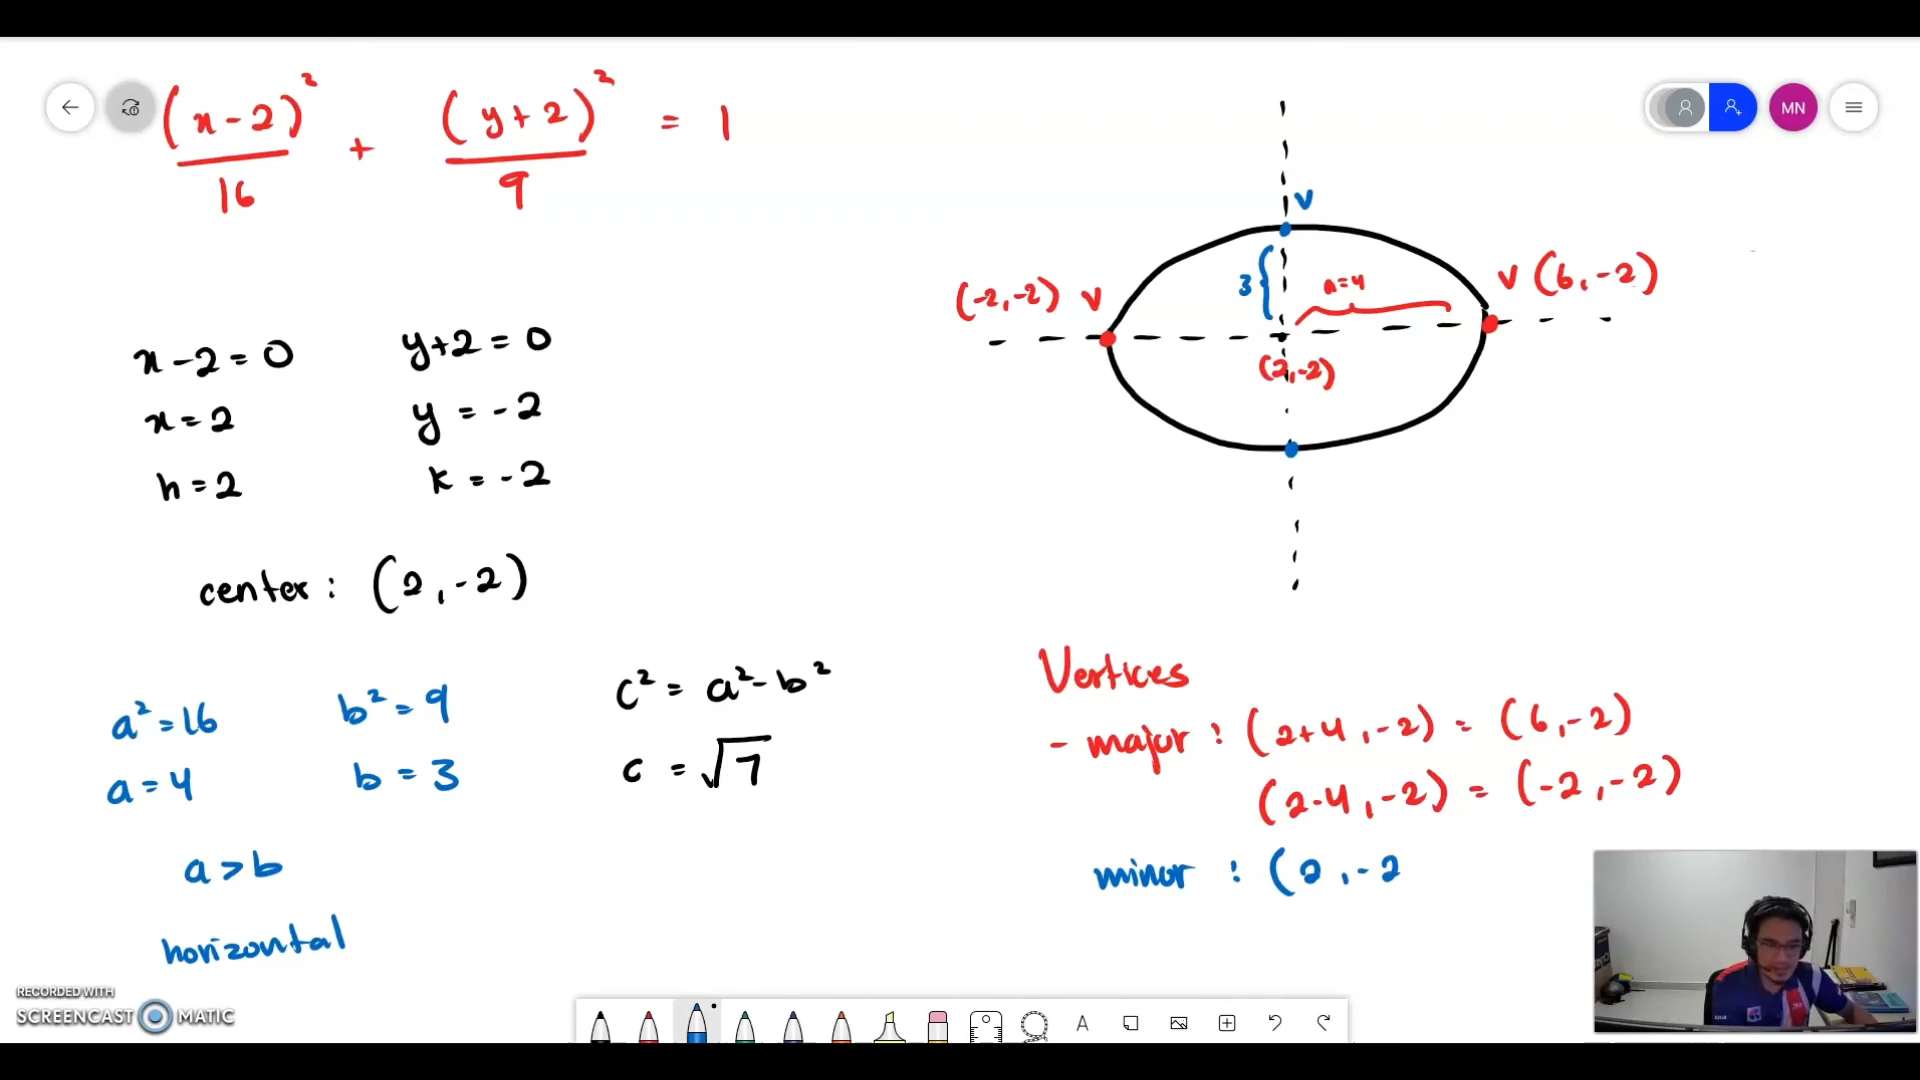 (x-2)² / 16 + (y+2)² / 9 = 1
MN
x-2=0
y+2=0
x=2
y=-2
h=2
k=-2
center: (2,-2)
a²=16
b²=9
c²=a²-b²
a=4
b=3
c=√7
a>b
horizontal
v
3
a=4
(-2,-2) v
v (6,-2)
(2,-2)
Vertices
- major: (2+4,-2) = (6,-2)
(2-4,-2) = (-2,-2)
minor: (2,-2
RECORDED WITH
SCREENCAST MATIC
A